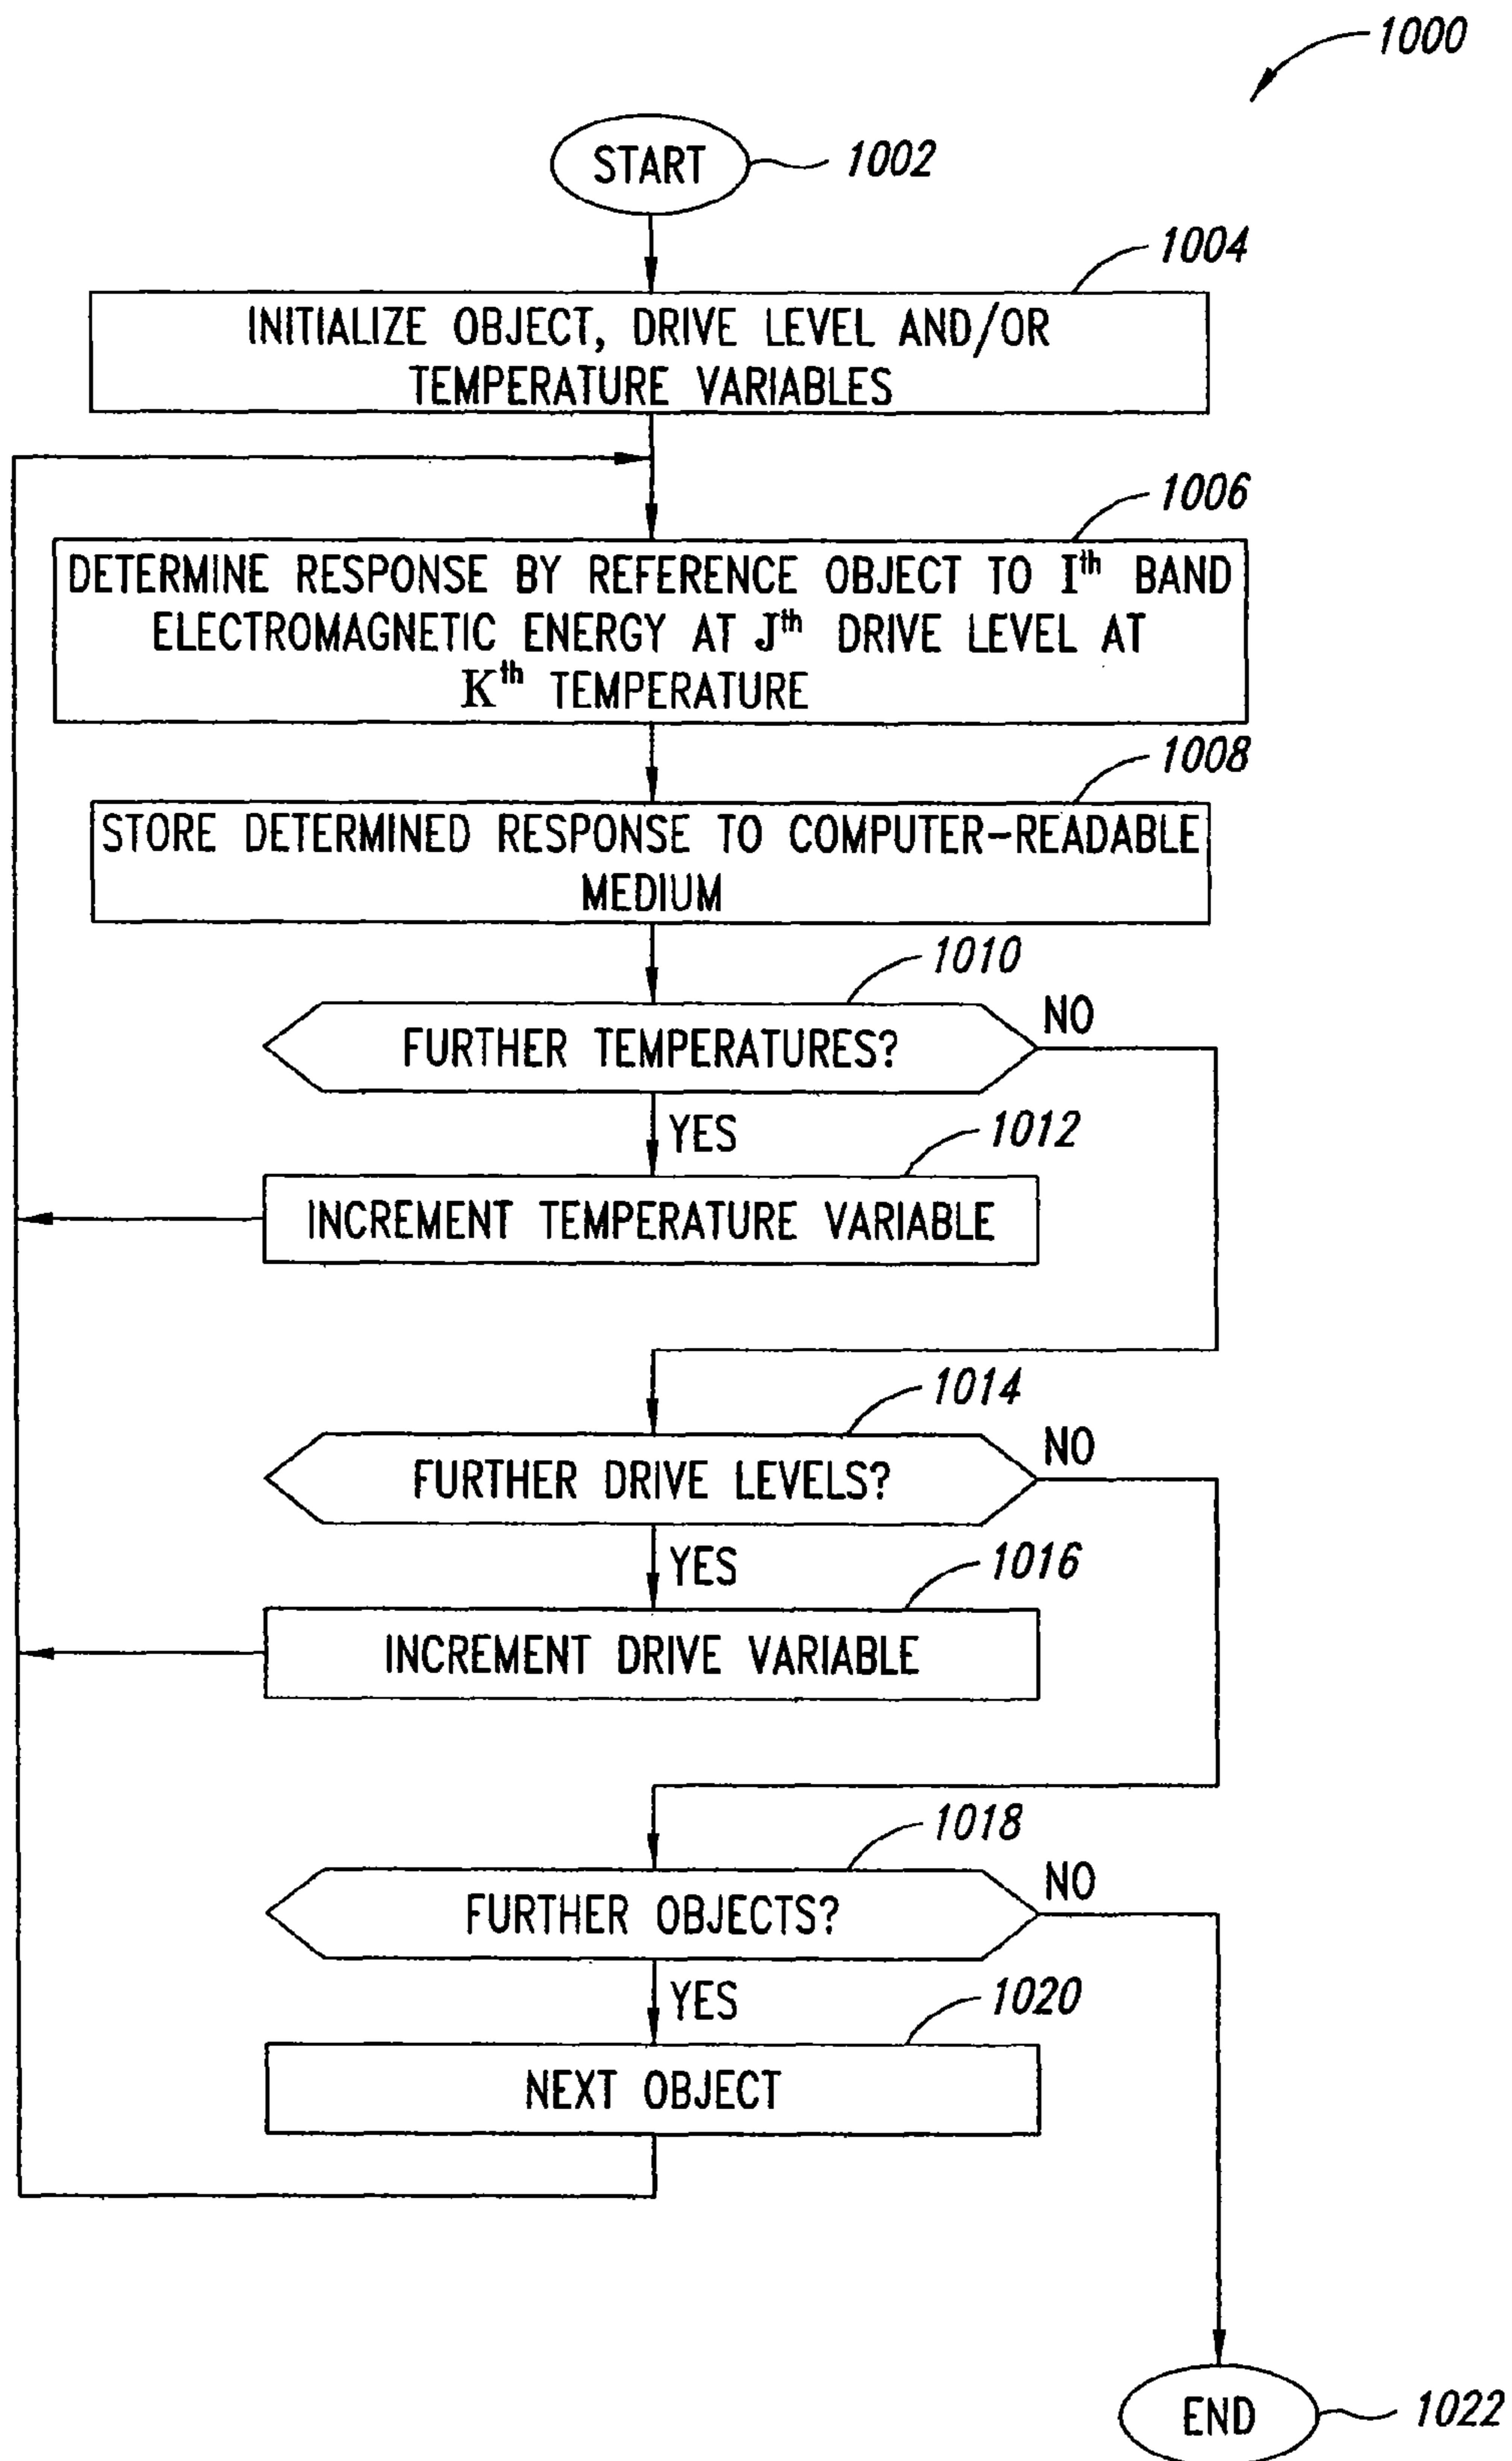 1000
START
1002
1004
INITIALIZE OBJECT, DRIVE LEVEL AND/OR
TEMPERATURE VARIABLES
1006
DETERMINE RESPONSE BY REFERENCE OBJECT TO Ith BAND
ELECTROMAGNETIC ENERGY AT Jth DRIVE LEVEL AT
Kth TEMPERATURE
1008
STORE DETERMINED RESPONSE TO COMPUTER-READABLE
MEDIUM
1010
FURTHER TEMPERATURES?
NO
YES
1012
INCREMENT TEMPERATURE VARIABLE
1014
FURTHER DRIVE LEVELS?
NO
YES
1016
INCREMENT DRIVE VARIABLE
1018
FURTHER OBJECTS?
NO
YES
1020
NEXT OBJECT
END
1022